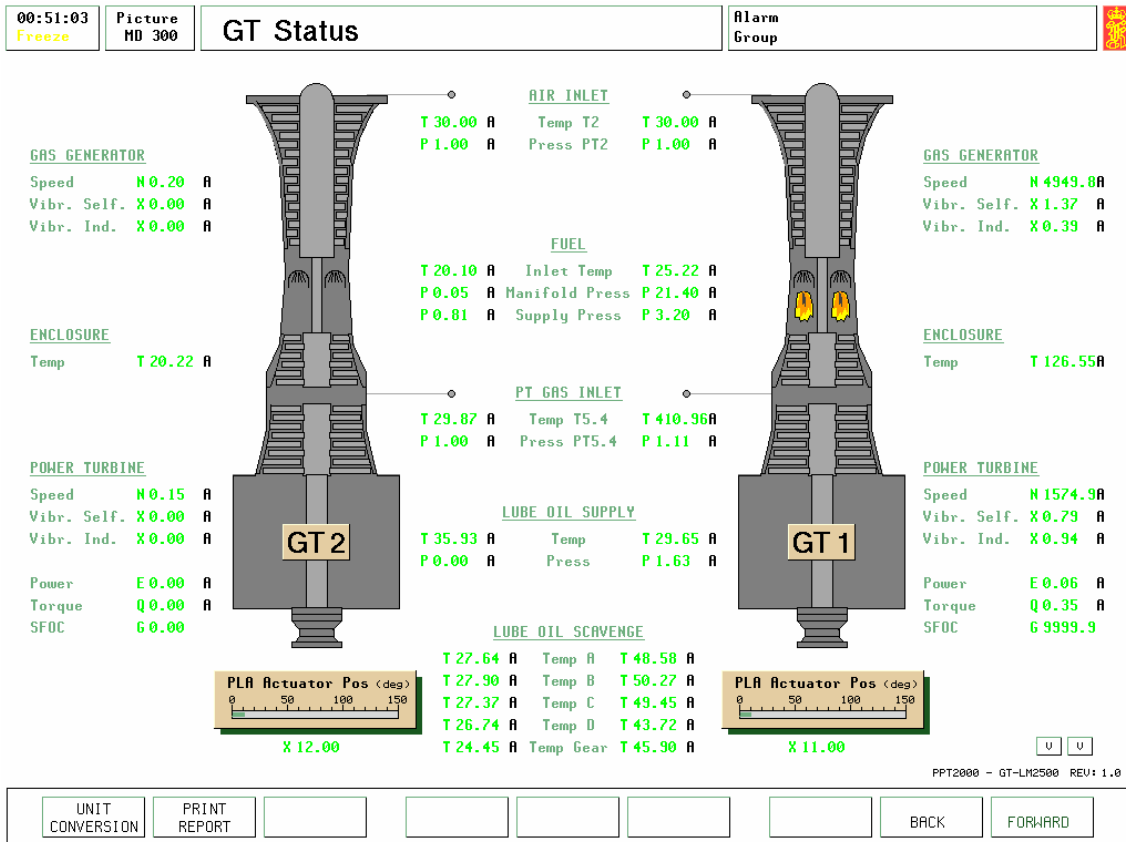 00:51:03
Freeze
Picture
MD 300
GT Status
Alarm
Group
AIR INLET
T 30.00 A Temp T2 T 30.00 A
P 1.00 A Press PT2 P 1.00 A
GAS GENERATOR
Speed N 0.20 A
Vibr. Self. X 0.00 A
Vibr. Ind. X 0.00 A
GAS GENERATOR
Speed N 4949.8A
Vibr. Self. X 1.37 A
Vibr. Ind. X 0.39 A
FUEL
T 20.10 A Inlet Temp T 25.22 A
P 0.05 A Manifold Press P 21.40 A
P 0.81 A Supply Press P 3.20 A
ENCLOSURE
Temp T 20.22 A
ENCLOSURE
Temp T 126.55A
PT GAS INLET
T 29.87 A Temp T5.4 T 410.96A
P 1.00 A Press PT5.4 P 1.11 A
POWER TURBINE
Speed N 0.15 A
Vibr. Self. X 0.00 A
Vibr. Ind. X 0.00 A
Power E 0.00 A
Torque Q 0.00 A
SFOC G 0.00
GT 2
LUBE OIL SUPPLY
T 35.93 A Temp T 29.65 A
P 0.00 A Press P 1.63 A
GT 1
POWER TURBINE
Speed N 1574.9A
Vibr. Self. X 0.79 A
Vibr. Ind. X 0.94 A
Power E 0.06 A
Torque Q 0.35 A
SFOC G 9999.9
LUBE OIL SCAVENGE
T 27.64 A Temp A T 48.58 A
T 27.90 A Temp B T 50.27 A
T 27.37 A Temp C T 49.45 A
T 26.74 A Temp D T 43.72 A
T 24.45 A Temp Gear T 45.90 A
PLA Actuator Pos (deg)
0 50 100 150
X 12.00
PLA Actuator Pos (deg)
0 50 100 150
X 11.00
U U
PPT2000 - GT-LM2500 REV: 1.0
UNIT
CONVERSION
PRINT
REPORT
BACK
FORWARD